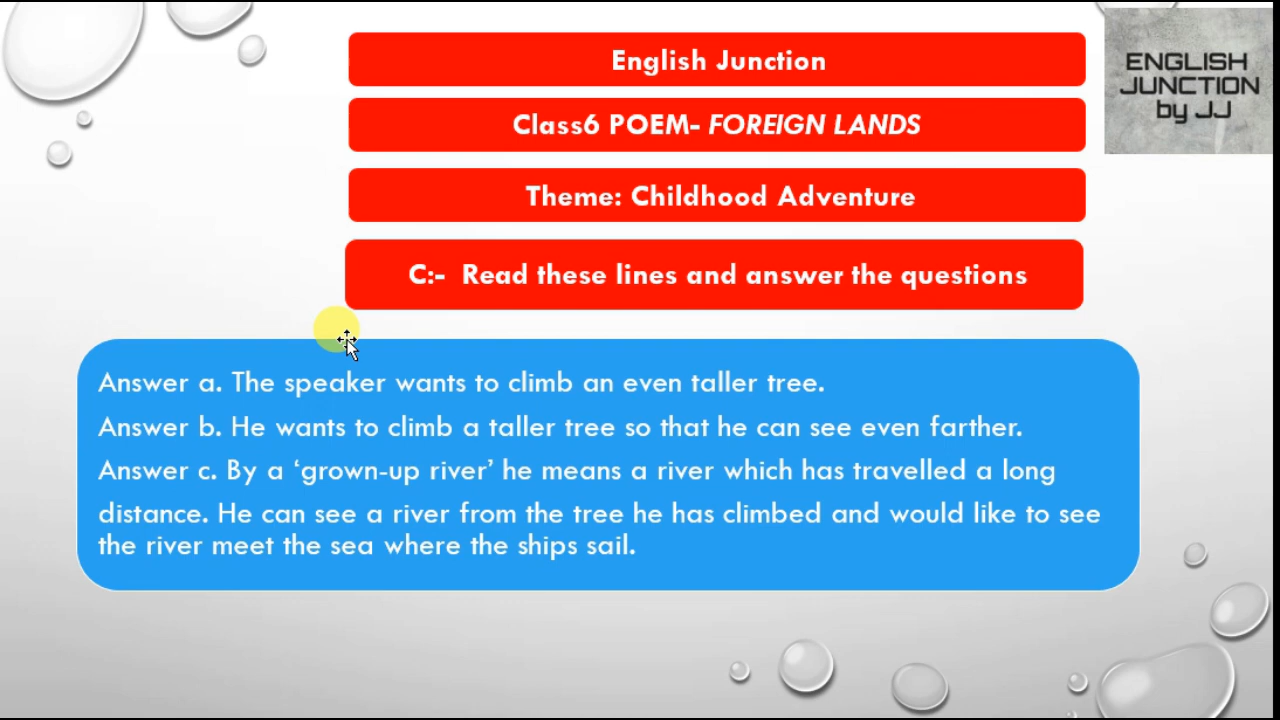 English Junction
ENGLISH
JUNCTION
by JJ
Class6 POEM- FOREIGN LANDS
Theme: Childhood Adventure
C:-  Read these lines and answer the questions
Answer a. The speaker wants to climb an even taller tree.
Answer b. He wants to climb a taller tree so that he can see even farther.
Answer c. By a ‘grown-up river’ he means a river which has travelled a long
distance. He can see a river from the tree he has climbed and would like to see
the river meet the sea where the ships sail.